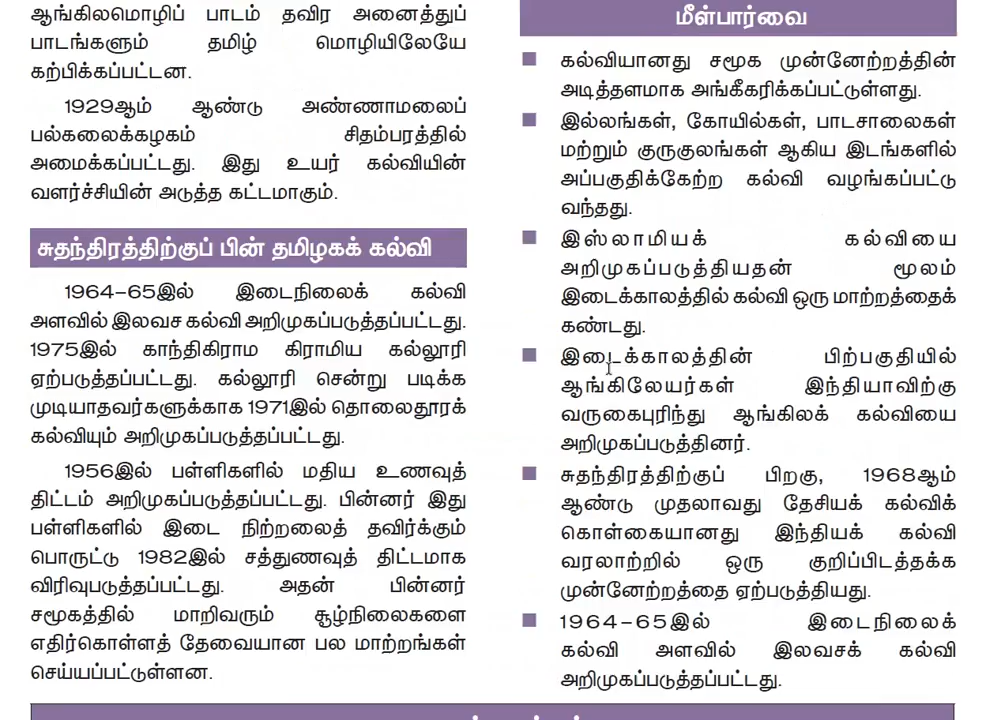 ஆங்கிலமொழிப் பாடம் தவிர அனைத்துப்
பாடங்களும் தமிழ் மொழியிலேயே
கற்பிக்கப்பட்டன.
1929ஆம் ஆண்டு அண்ணாமலைப்
பல்கலைக்கழகம் சிதம்பரத்தில்
அமைக்கப்பட்டது. இது உயர் கல்வியின்
வளர்ச்சியின் அடுத்த கட்டமாகும்.
சுதந்திரத்திற்குப் பின் தமிழகக் கல்வி
1964–65இல் இடைநிலைக் கல்வி
அளவில் இலவச கல்வி அறிமுகப்படுத்தப்பட்டது.
1975இல் காந்திகிராம கிராமிய கல்லூரி
ஏற்படுத்தப்பட்டது. கல்லூரி சென்று படிக்க
முடியாதவர்களுக்காக 1971இல் தொலைதூரக்
கல்வியும் அறிமுகப்படுத்தப்பட்டது.
1956இல் பள்ளிகளில் மதிய உணவுத்
திட்டம் அறிமுகப்படுத்தப்பட்டது. பின்னர் இது
பள்ளிகளில் இடை நிற்றலைத் தவிர்க்கும்
பொருட்டு 1982இல் சத்துணவுத் திட்டமாக
விரிவுபடுத்தப்பட்டது. அதன் பின்னர்
சமூகத்தில் மாறிவரும் சூழ்நிலைகளை
எதிர்கொள்ளத் தேவையான பல மாற்றங்கள்
செய்யப்பட்டுள்ளன.
மீள்பார்வை
கல்வியானது சமூக முன்னேற்றத்தின்
அடித்தளமாக அங்கீகரிக்கப்பட்டுள்ளது.
இல்லங்கள், கோயில்கள், பாடசாலைகள்
மற்றும் குருகுலங்கள் ஆகிய இடங்களில்
அப்பகுதிக்கேற்ற கல்வி வழங்கப்பட்டு
வந்தது.
இஸ்லாமியக் கல்வியை
அறிமுகப்படுத்தியதன் மூலம்
இடைக்காலத்தில் கல்வி ஒரு மாற்றத்தைக்
கண்டது.
இடைக்காலத்தின் பிற்பகுதியில்
ஆங்கிலேயர்கள் இந்தியாவிற்கு
வருகைபுரிந்து ஆங்கிலக் கல்வியை
அறிமுகப்படுத்தினர்.
சுதந்திரத்திற்குப் பிறகு, 1968ஆம்
ஆண்டு முதலாவது தேசியக் கல்விக்
கொள்கையானது இந்தியக் கல்வி
வரலாற்றில் ஒரு குறிப்பிடத்தக்க
முன்னேற்றத்தை ஏற்படுத்தியது.
1964–65இல் இடைநிலைக்
கல்வி அளவில் இலவசக் கல்வி
அறிமுகப்படுத்தப்பட்டது.